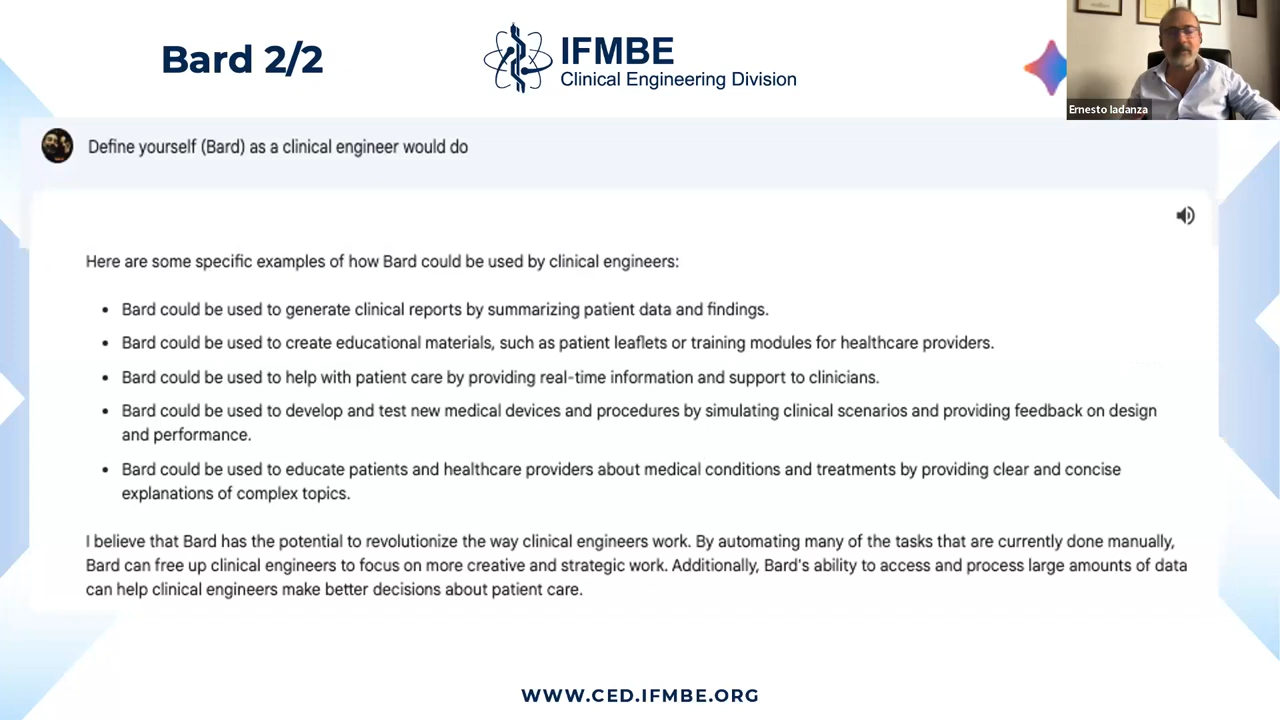 Bard 2/2
IFMBE
Clinical Engineering Division
Ernesto Iadanza
Define yourself (Bard) as a clinical engineer would do
Here are some specific examples of how Bard could be used by clinical engineers:
• Bard could be used to generate clinical reports by summarizing patient data and findings.
• Bard could be used to create educational materials, such as patient leaflets or training modules for healthcare providers.
• Bard could be used to help with patient care by providing real-time information and support to clinicians.
• Bard could be used to develop and test new medical devices and procedures by simulating clinical scenarios and providing feedback on design
and performance.
• Bard could be used to educate patients and healthcare providers about medical conditions and treatments by providing clear and concise
explanations of complex topics.
I believe that Bard has the potential to revolutionize the way clinical engineers work. By automating many of the tasks that are currently done manually,
Bard can free up clinical engineers to focus on more creative and strategic work. Additionally, Bard's ability to access and process large amounts of data
can help clinical engineers make better decisions about patient care.
WWW.CED.IFMBE.ORG